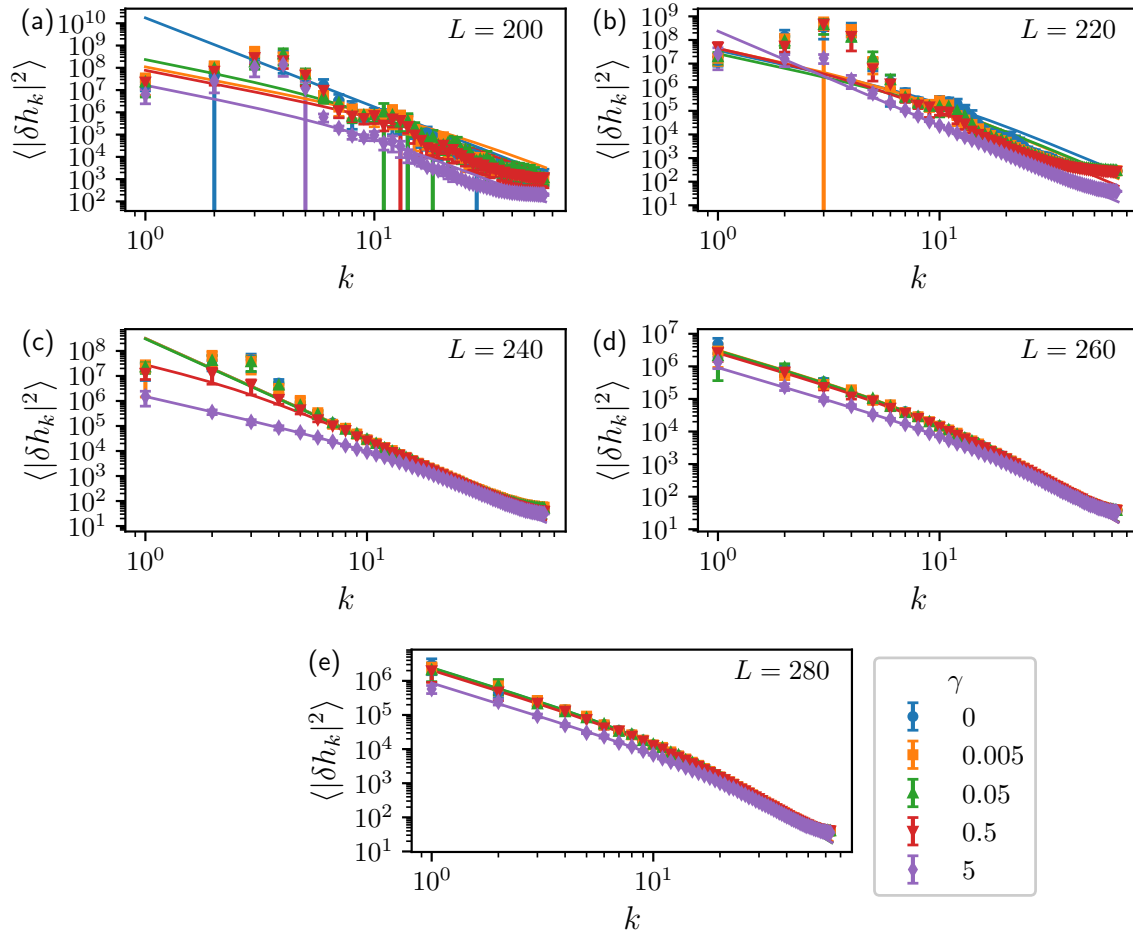 (a)
L = 200
⟨|δh_k|^2⟩
10^10
10^9
10^8
10^7
10^6
10^5
10^4
10^3
10^2
10^0
10^1
k
(b)
L = 220
⟨|δh_k|^2⟩
10^9
10^8
10^7
10^6
10^5
10^4
10^3
10^2
10^1
10^0
10^1
k
(c)
L = 240
⟨|δh_k|^2⟩
10^8
10^7
10^6
10^5
10^4
10^3
10^2
10^1
10^0
10^1
k
(d)
L = 260
⟨|δh_k|^2⟩
10^7
10^6
10^5
10^4
10^3
10^2
10^1
10^0
10^1
k
(e)
L = 280
⟨|δh_k|^2⟩
10^6
10^5
10^4
10^3
10^2
10^1
10^0
10^1
k
γ
0
0.005
0.05
0.5
5